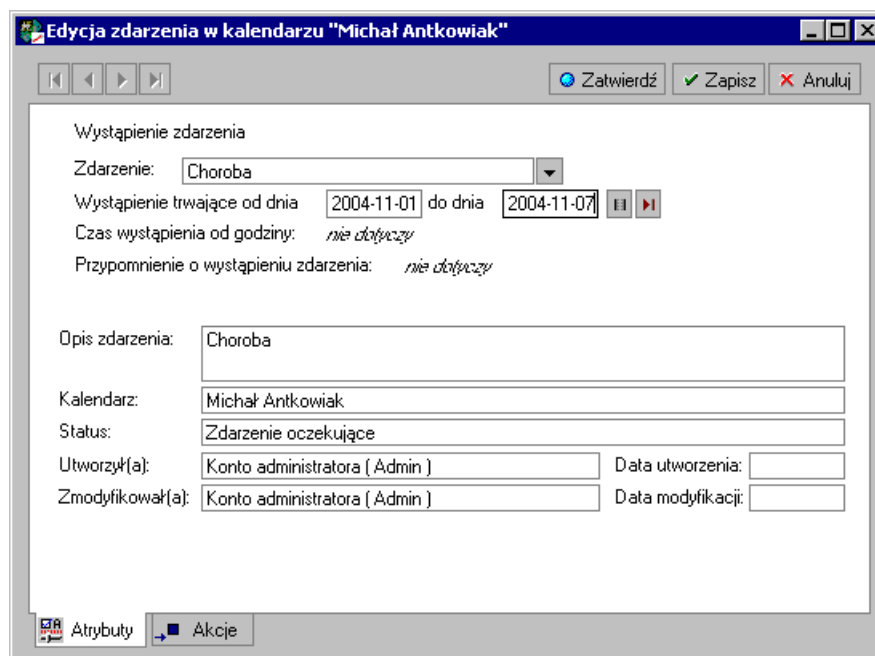 Edycja zdarzenia w kalendarzu "Michał Antkowiak"
Zatwierdź Zapisz Anuluj
Wystąpienie zdarzenia
Zdarzenie: Choroba
Wystąpienie trwające od dnia 2004-11-01 do dnia 2004-11-07
Czas wystąpienia od godziny: nie dotyczy
Przypomnienie o wystąpieniu zdarzenia: nie dotyczy
Opis zdarzenia: Choroba
Kalendarz: Michał Antkowiak
Status: Zdarzenie oczekujące
Utworzył(a): Konto administratora ( Admin ) Data utworzenia:
Zmodyfikował(a): Konto administratora ( Admin ) Data modyfikacji:
Atrybuty Akcje